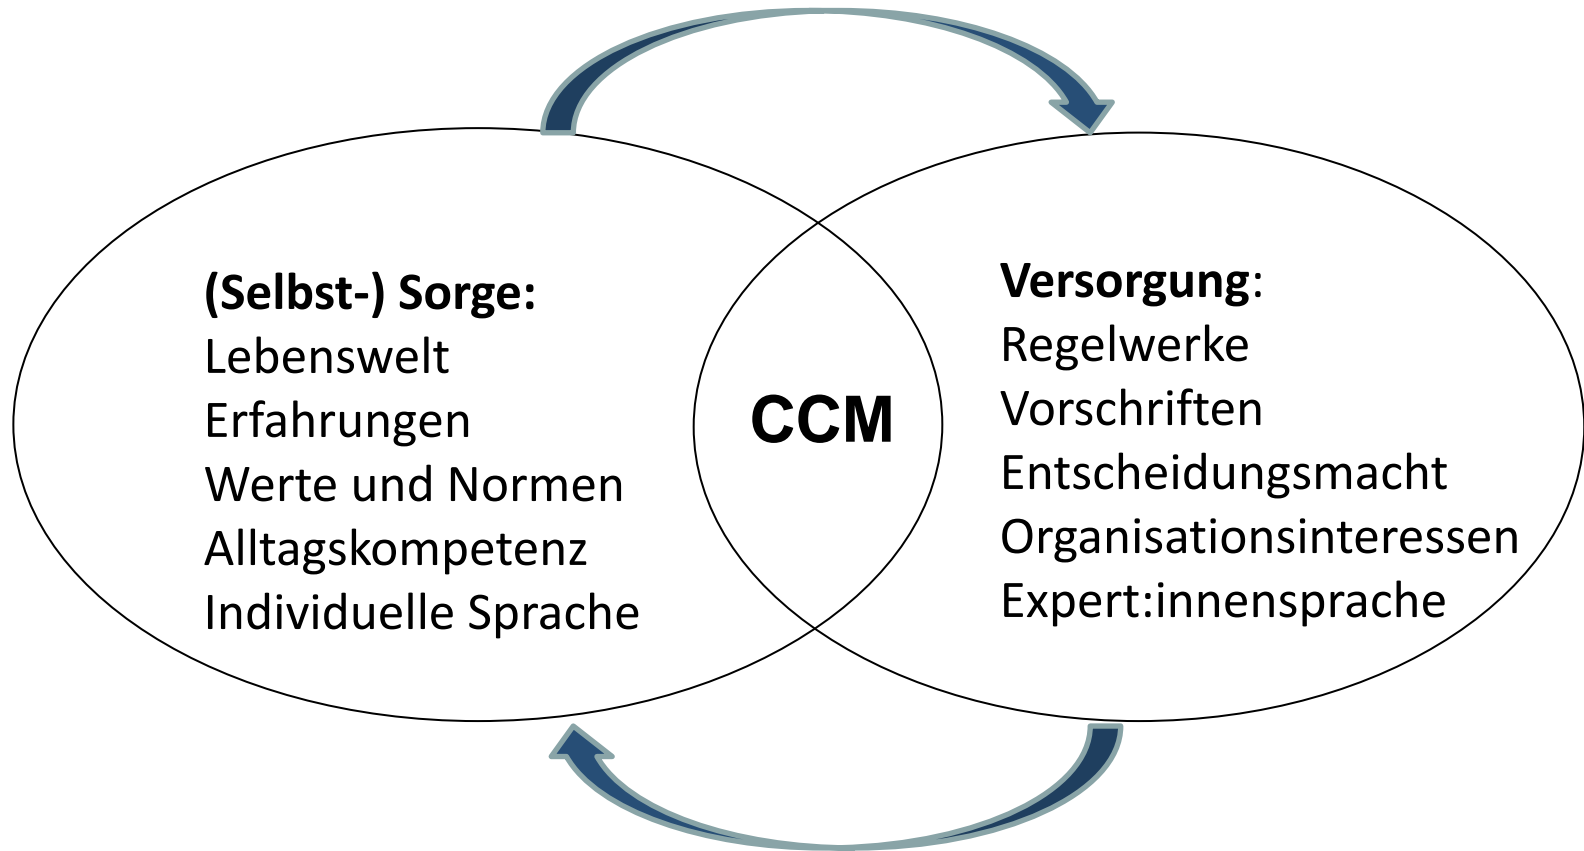 (Selbst-) Sorge:
Lebenswelt
Erfahrungen
Werte und Normen
Alltagskompetenz
Individuelle Sprache
CCM
Versorgung:
Regelwerke
Vorschriften
Entscheidungsmacht
Organisationsinteressen
Expert:innensprache